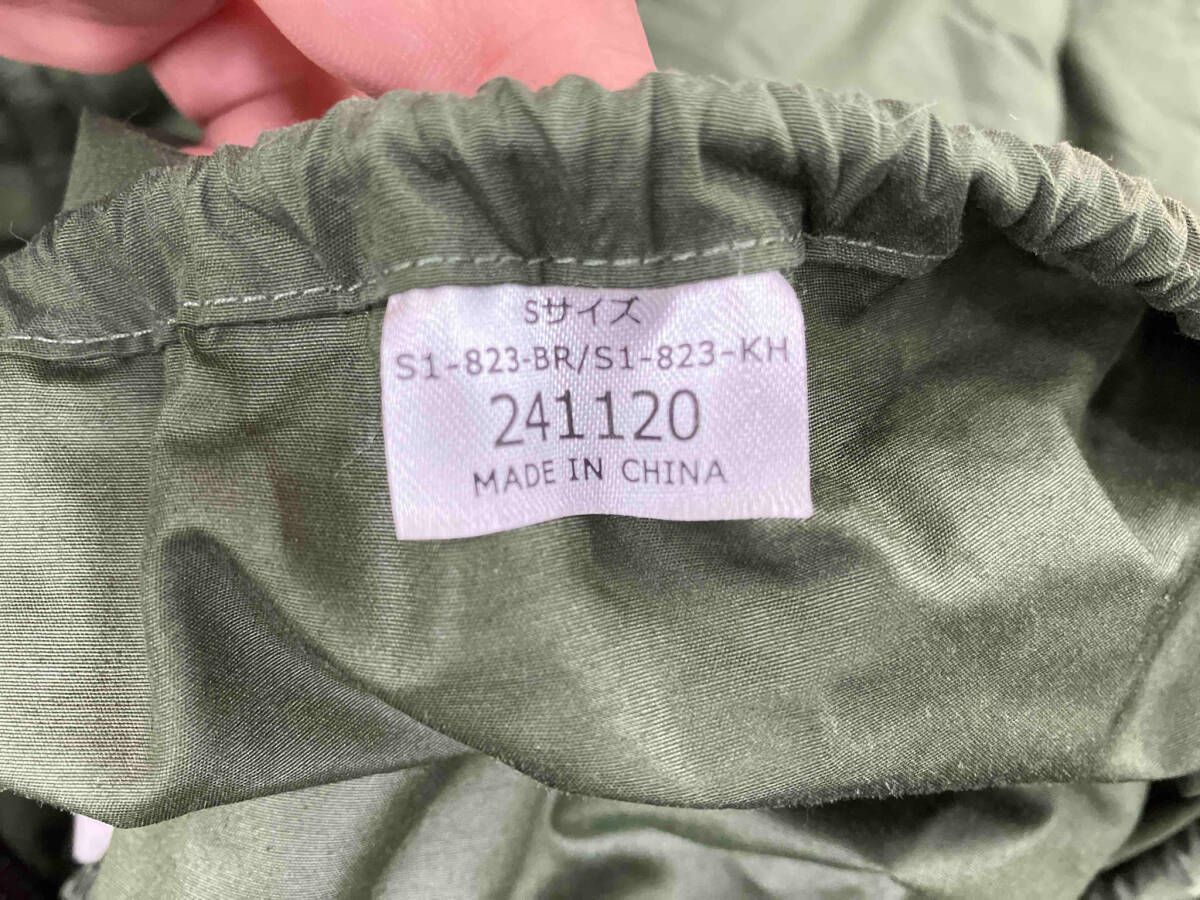 Sサイズ
S1-823-BR/S1-823-KH
241120
MADE IN CHINA